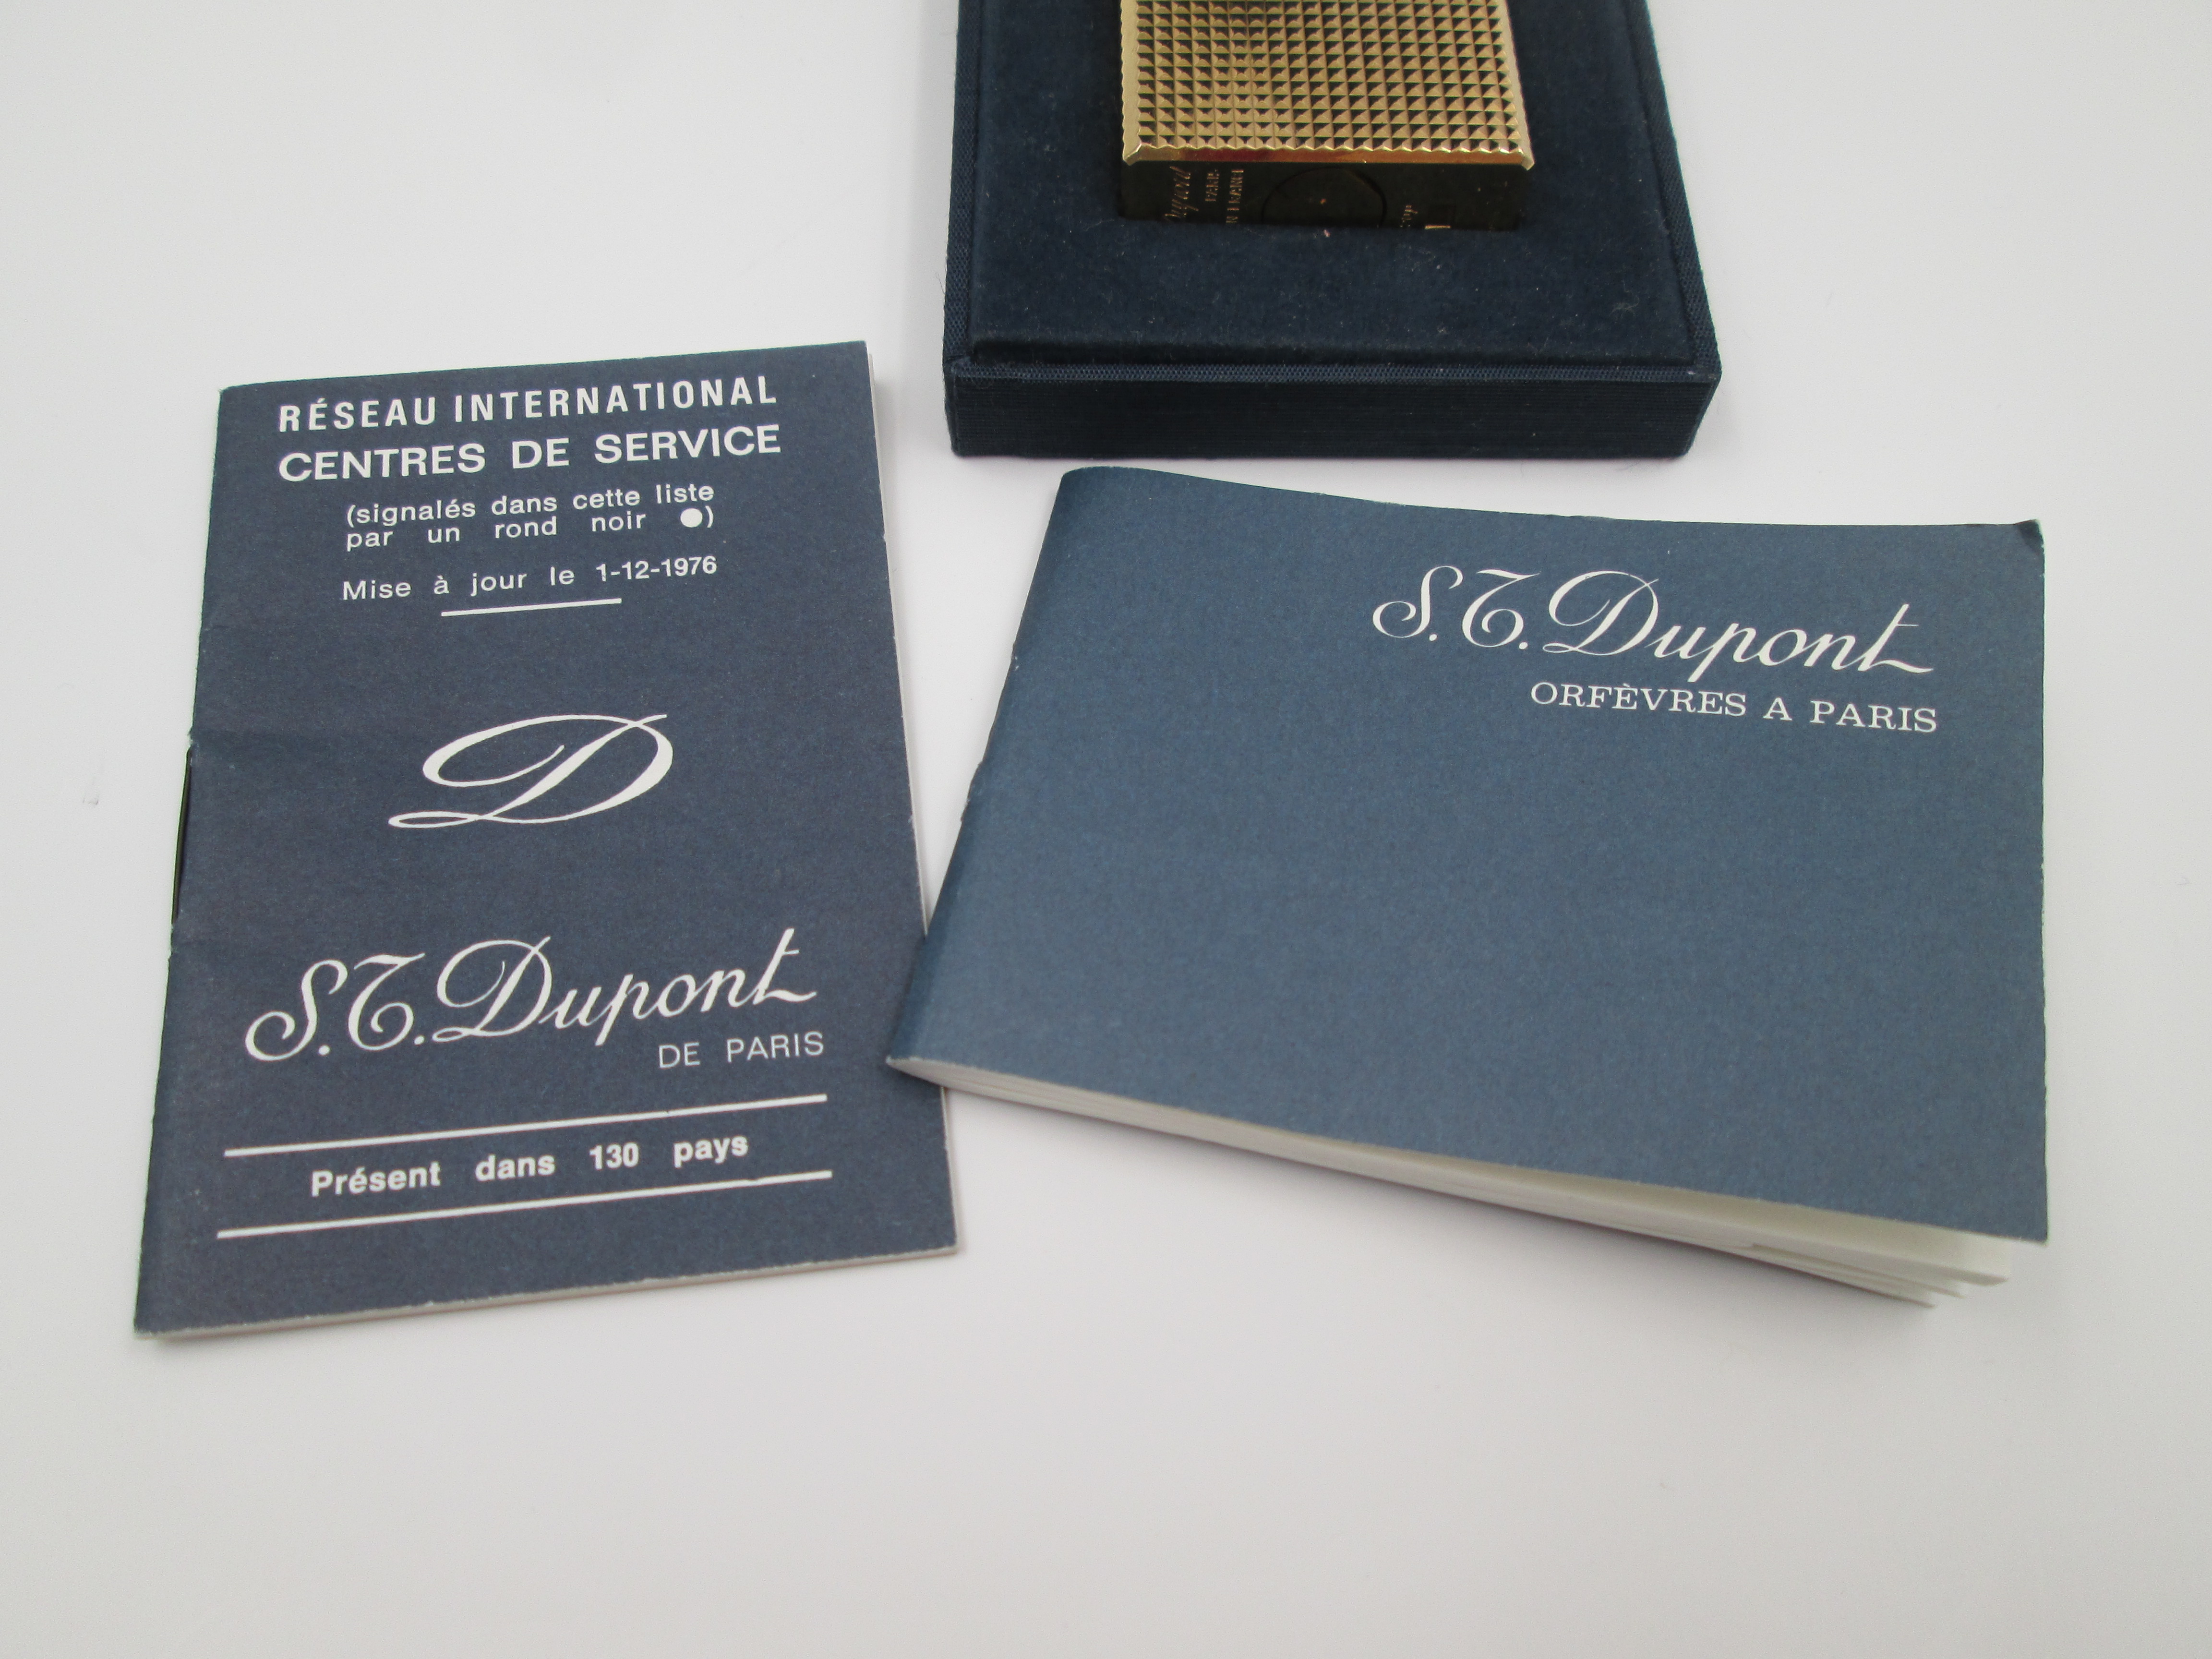 Dupont
RÉSEAU INTERNATIONAL
CENTRES DE SERVICE
(signalés dans cette liste
par un rond noir ●)
Mise à jour le 1-12-1976
D
S.T. Dupont
DE PARIS
Présent dans 130 pays
S.T. Dupont
ORFÈVRES A PARIS